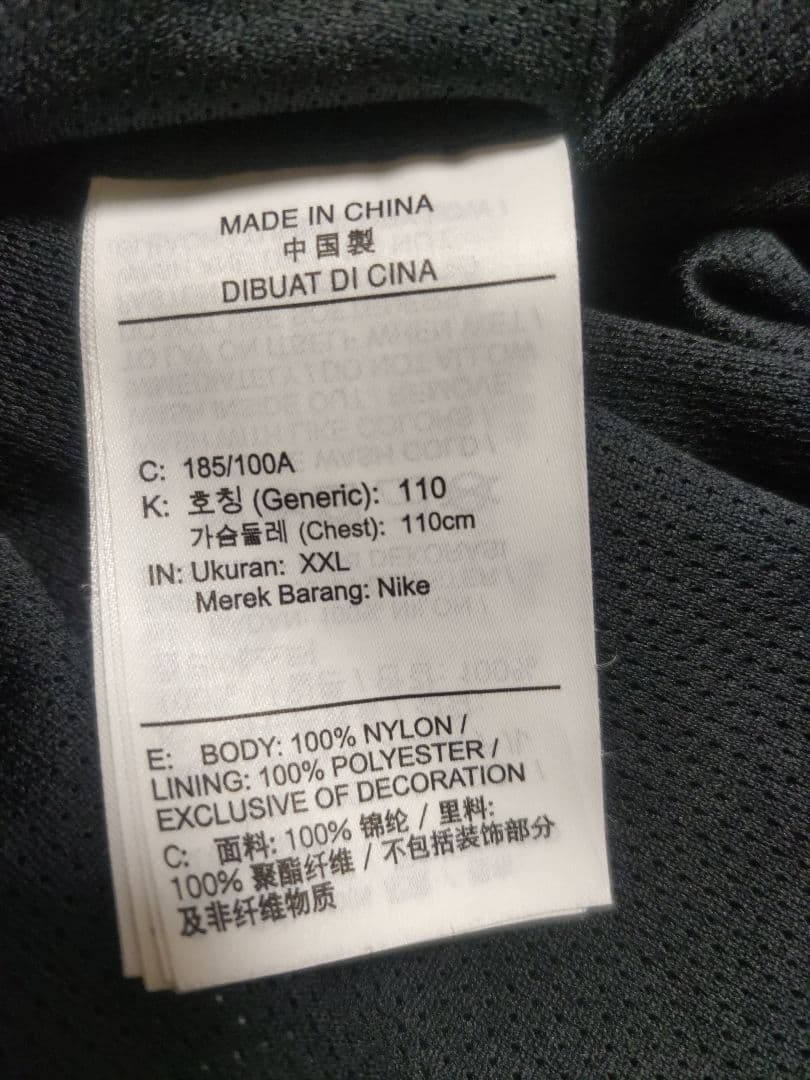 MADE IN CHINA
中国製
DIBUAT DI CINA
C: 185/100A
K: 호칭 (Generic): 110
가슴둘레 (Chest): 110cm
IN: Ukuran: XXL
Merek Barang: Nike
E: BODY: 100% NYLON /
LINING: 100% POLYESTER /
EXCLUSIVE OF DECORATION
C: 面料: 100% 锦纶 / 里料:
100% 聚酯纤维 / 不包括装饰部分
及非纤维物质